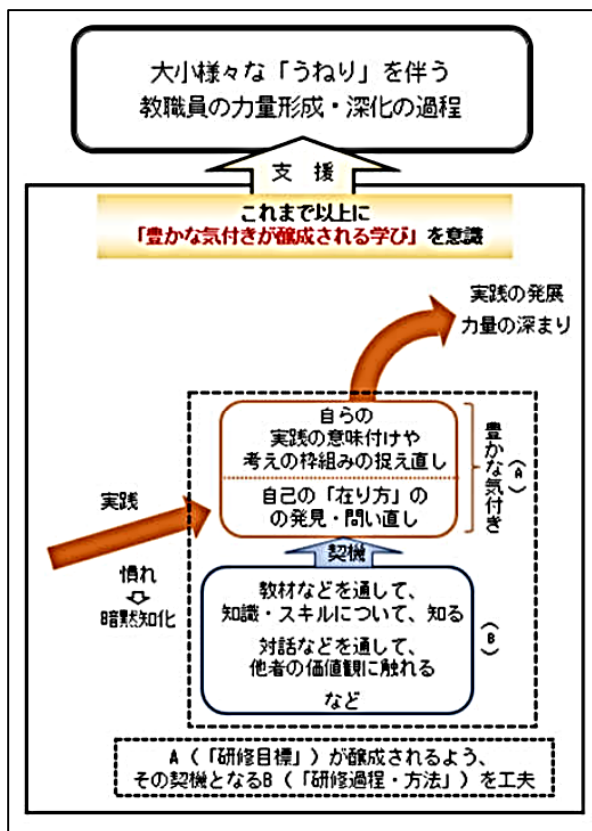 大小様々な「うねり」を伴う
教職員の力量形成・深化の過程
支 援
これまで以上に
「豊かな気付きが醸成される学び」を意識
実践の発展
力量の深まり
自らの
実践の意味付けや
考えの枠組みの捉え直し
自己の「在り方」の
の発見・問い直し
豊かな気付き
(A)
実践
慣れ
暗黙知化
契機
教材などを通して、
知識・スキルについて、知る
対話などを通して、
他者の価値観に触れる
など
(B)
A(「研修目標」)が醸成されるよう、
その契機となるB(「研修過程・方法」)を工夫